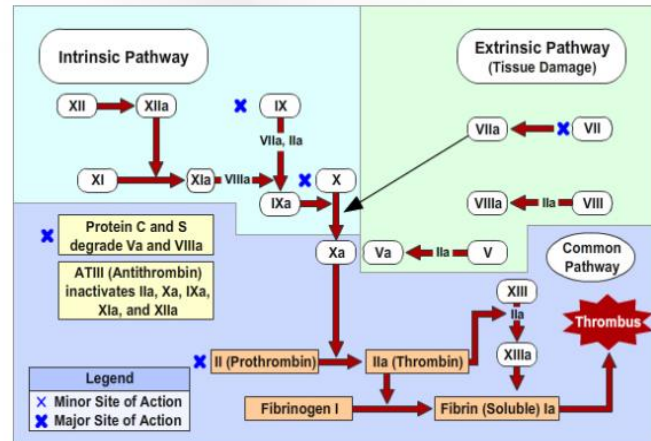 Intrinsic Pathway
Extrinsic Pathway
(Tissue Damage)
XII
XIIa
IX
VIIa, IIa
XI
XIa
VIIIa
IXa
X
VIIa
VII
VIIIa
IIa
VIII
Protein C and S
degrade Va and VIIIa
ATIII (Antithrombin)
inactivates IIa, Xa, IXa,
XIa, and XIIa
Xa
Va
IIa
V
Common
Pathway
XIII
IIa
XIIIa
Thrombus
II (Prothrombin)
IIa (Thrombin)
Fibrinogen I
Fibrin (Soluble) Ia
Legend
Minor Site of Action
Major Site of Action